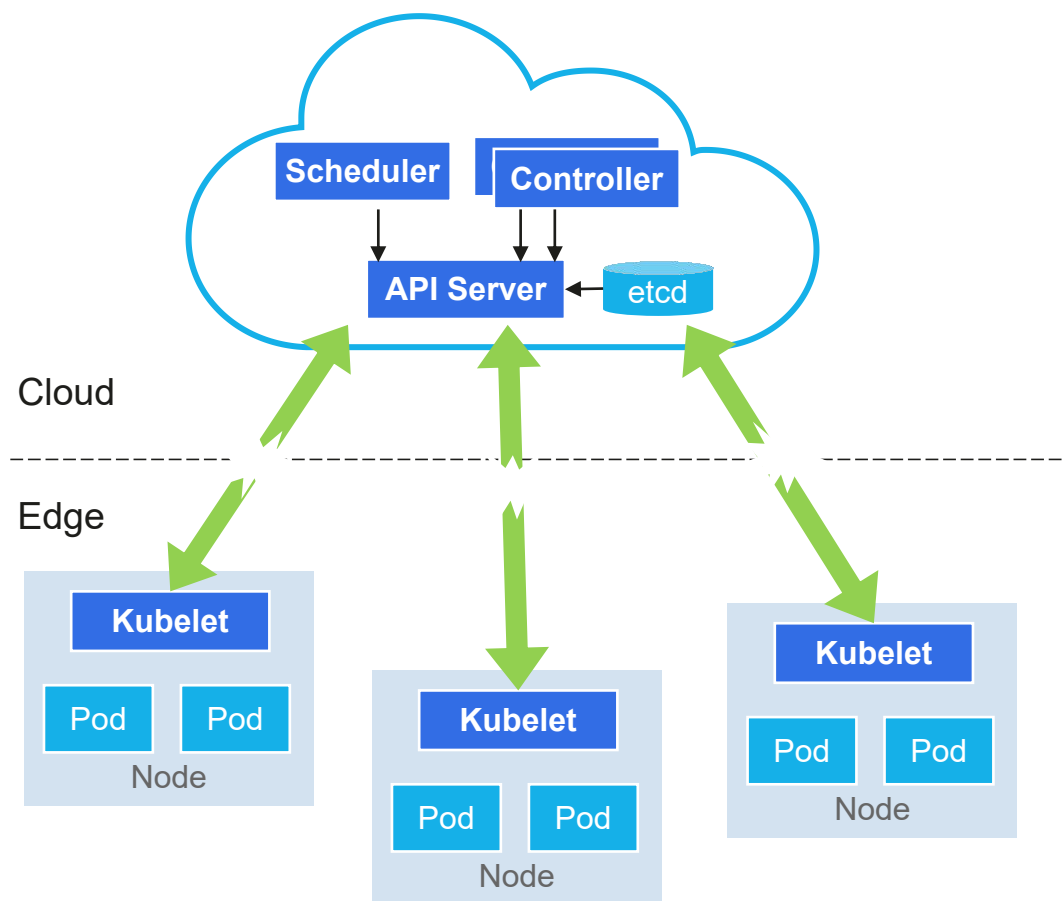 Scheduler
Controller
API Server
etcd
Cloud
Edge
Kubelet
Pod
Pod
Node
Kubelet
Pod
Pod
Node
Kubelet
Pod
Pod
Node